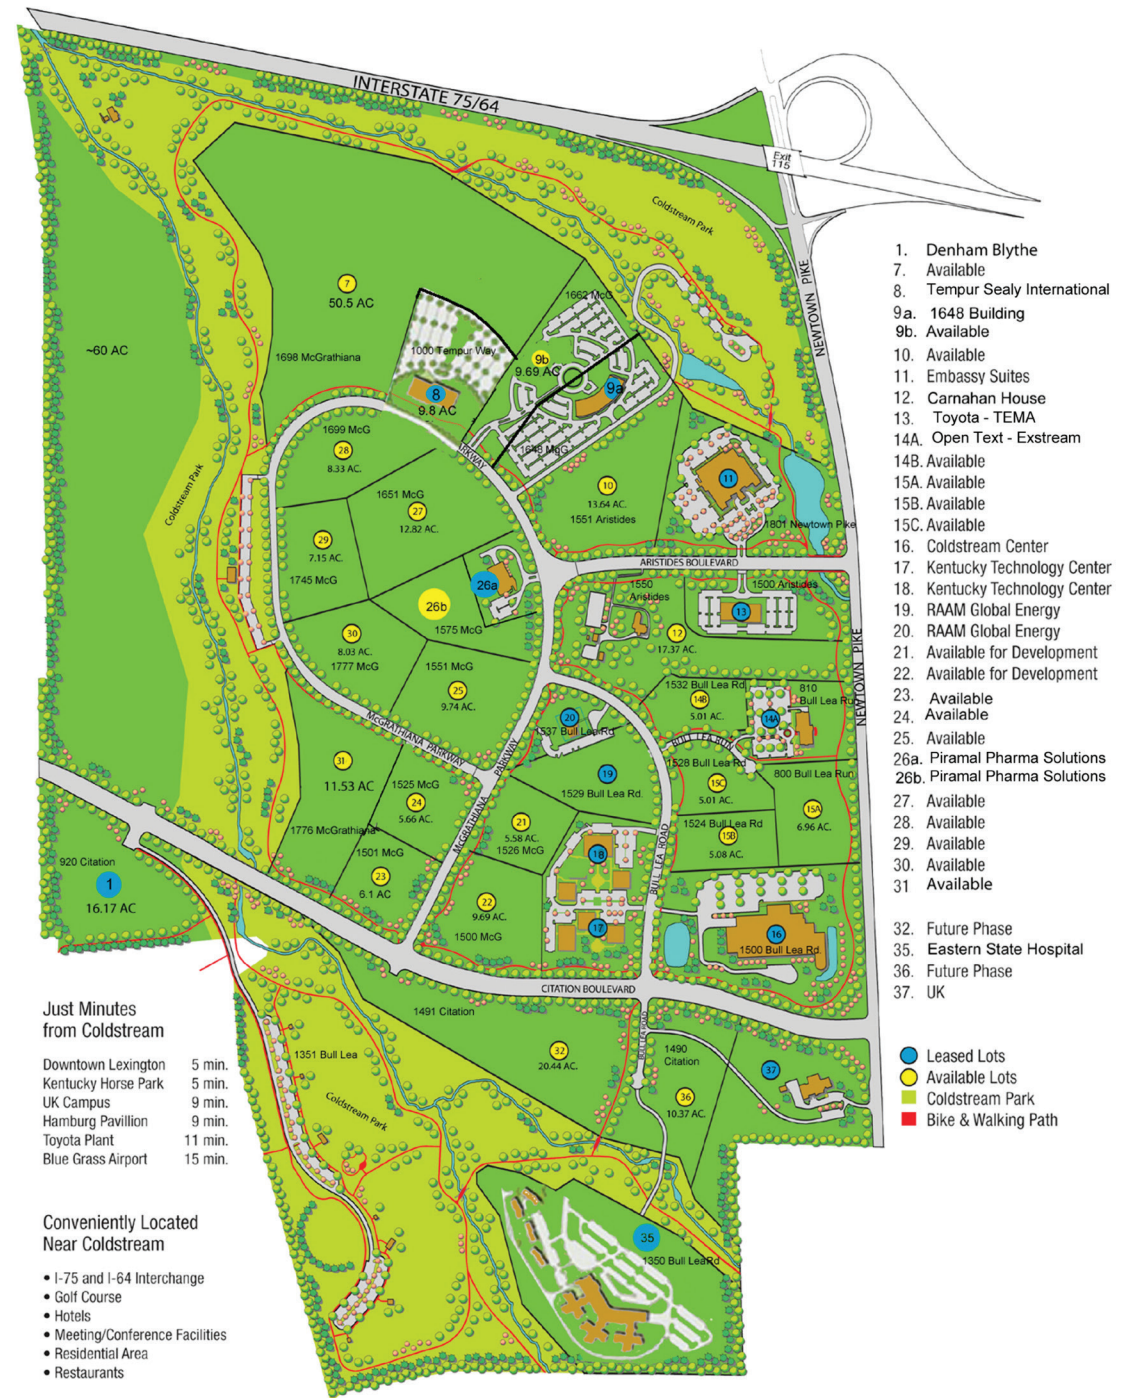 INTERSTATE 75/64
Exit
115
Coldstream Park
NEWTOWN PIKE
7
50.5 AC
~60 AC
1698 McGrathiana
1000 Tempur Way
8
9.8 AC
1662 McG
9b
9.69 AC
9a
1648 McG
1699 McG
28
8.33 AC.
1651 McG
27
12.82 AC.
10
13.64 AC.
1551 Aristides
11
1801 Newtown Pike
Coldstream Park
29
7.15 AC.
1745 McG
26a
26b
1575 McG
ARISTIDES BOULEVARD
1550
Aristides
1500 Aristides
13
12
17.37 AC.
30
8.03 AC.
1777 McG
1551 McG
25
9.74 AC.
NEWTOWN PIKE
1532 Bull Lea Rd
14B
5.01 AC.
810
Bull Lea Run
14A
20
1537 Bull Lea Rd
BULL LEA RUN
MCGRATHIANA PARKWAY
MCGRATHIANA PARKWAY
31
11.53 AC
1776 McGrathiana
1525 McG
24
5.66 AC.
19
1529 Bull Lea Rd.
1528 Bull Lea Rd
15C
5.01 AC.
800 Bull Lea Run
15A
6.96 AC.
1524 Bull Lea Rd
15B
5.08 AC.
21
5.58 AC.
1526 McG
18
BULL LEA ROAD
1501 McG
23
6.1 AC
22
9.69 AC.
1500 McG
17
16
1500 Bull Lea Rd.
920 Citation
1
16.17 AC
CITATION BOULEVARD
1491 Citation
32
20.44 AC.
BULL LEA ROAD
1490
Citation
36
10.37 AC.
37
1351 Bull Lea
Coldstream Park
35
1350 Bull Lea Rd
1. Denham Blythe
7. Available
8. Tempur Sealy International
9a. 1648 Building
9b. Available
10. Available
11. Embassy Suites
12. Carnahan House
13. Toyota - TEMA
14A. Open Text - Exstream
14B. Available
15A. Available
15B. Available
15C. Available
16. Coldstream Center
17. Kentucky Technology Center
18. Kentucky Technology Center
19. RAAM Global Energy
20. RAAM Global Energy
21. Available for Development
22. Available for Development
23. Available
24. Available
25. Available
26a. Piramal Pharma Solutions
26b. Piramal Pharma Solutions
27. Available
28. Available
29. Available
30. Available
31 Available
32. Future Phase
35. Eastern State Hospital
36. Future Phase
37. UK
Leased Lots
Available Lots
Coldstream Park
Bike & Walking Path
Just Minutes
from Coldstream
Downtown Lexington 5 min.
Kentucky Horse Park 5 min.
UK Campus 9 min.
Hamburg Pavillion 9 min.
Toyota Plant 11 min.
Blue Grass Airport 15 min.
Conveniently Located
Near Coldstream
• I-75 and I-64 Interchange
• Golf Course
• Hotels
• Meeting/Conference Facilities
• Residential Area
• Restaurants